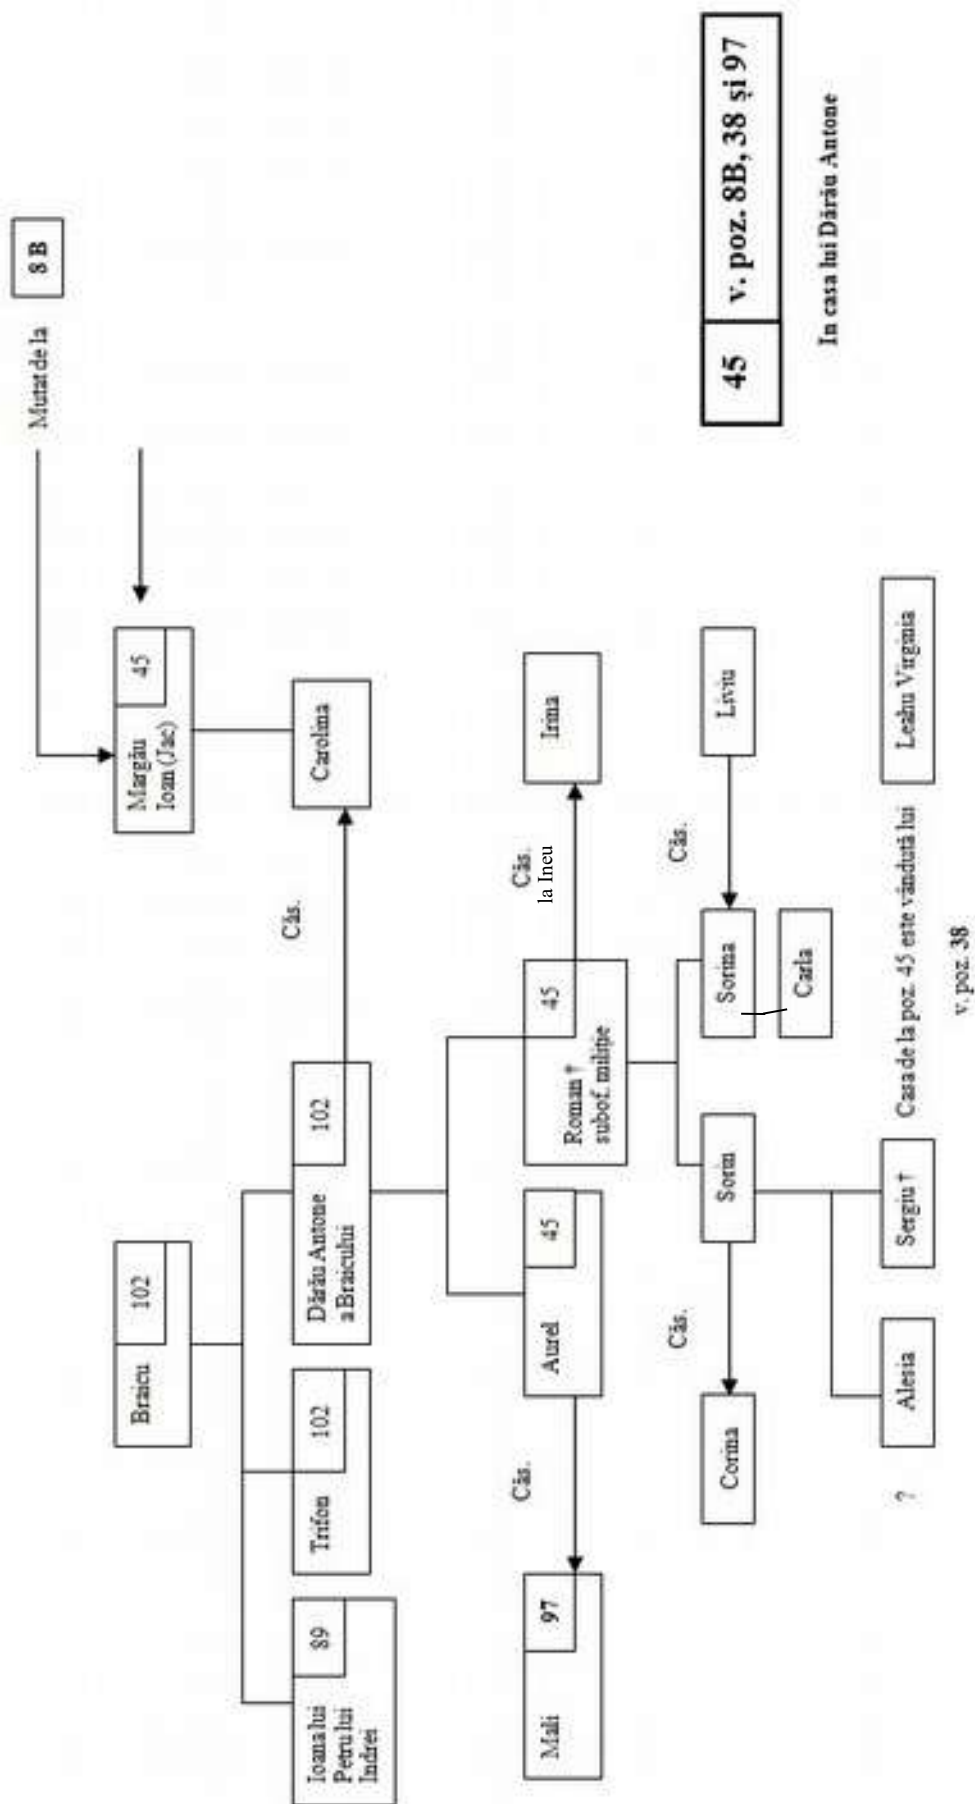 Mutat de la
8 B
Braicu
102
Margău
Ioan (Jac)
45
Ioana lui
Petru lui
Indrei
89
Trifon
102
Dărău Antone
a Braicului
102
Căs.
Carolina
Mali
97
Căs.
Aurel
45
Roman †
subof. miliție
45
Căs.
la Ineu
Irina
Corina
Căs.
Sorin
Sorina
Căs.
Liviu
45
v. poz. 8B, 38 și 97
Carla
In casa lui Dărău Antone
?
Alesia
Sergiu †
Casa de la poz. 45 este vândută lui
Leahu Virginia
v. poz. 38